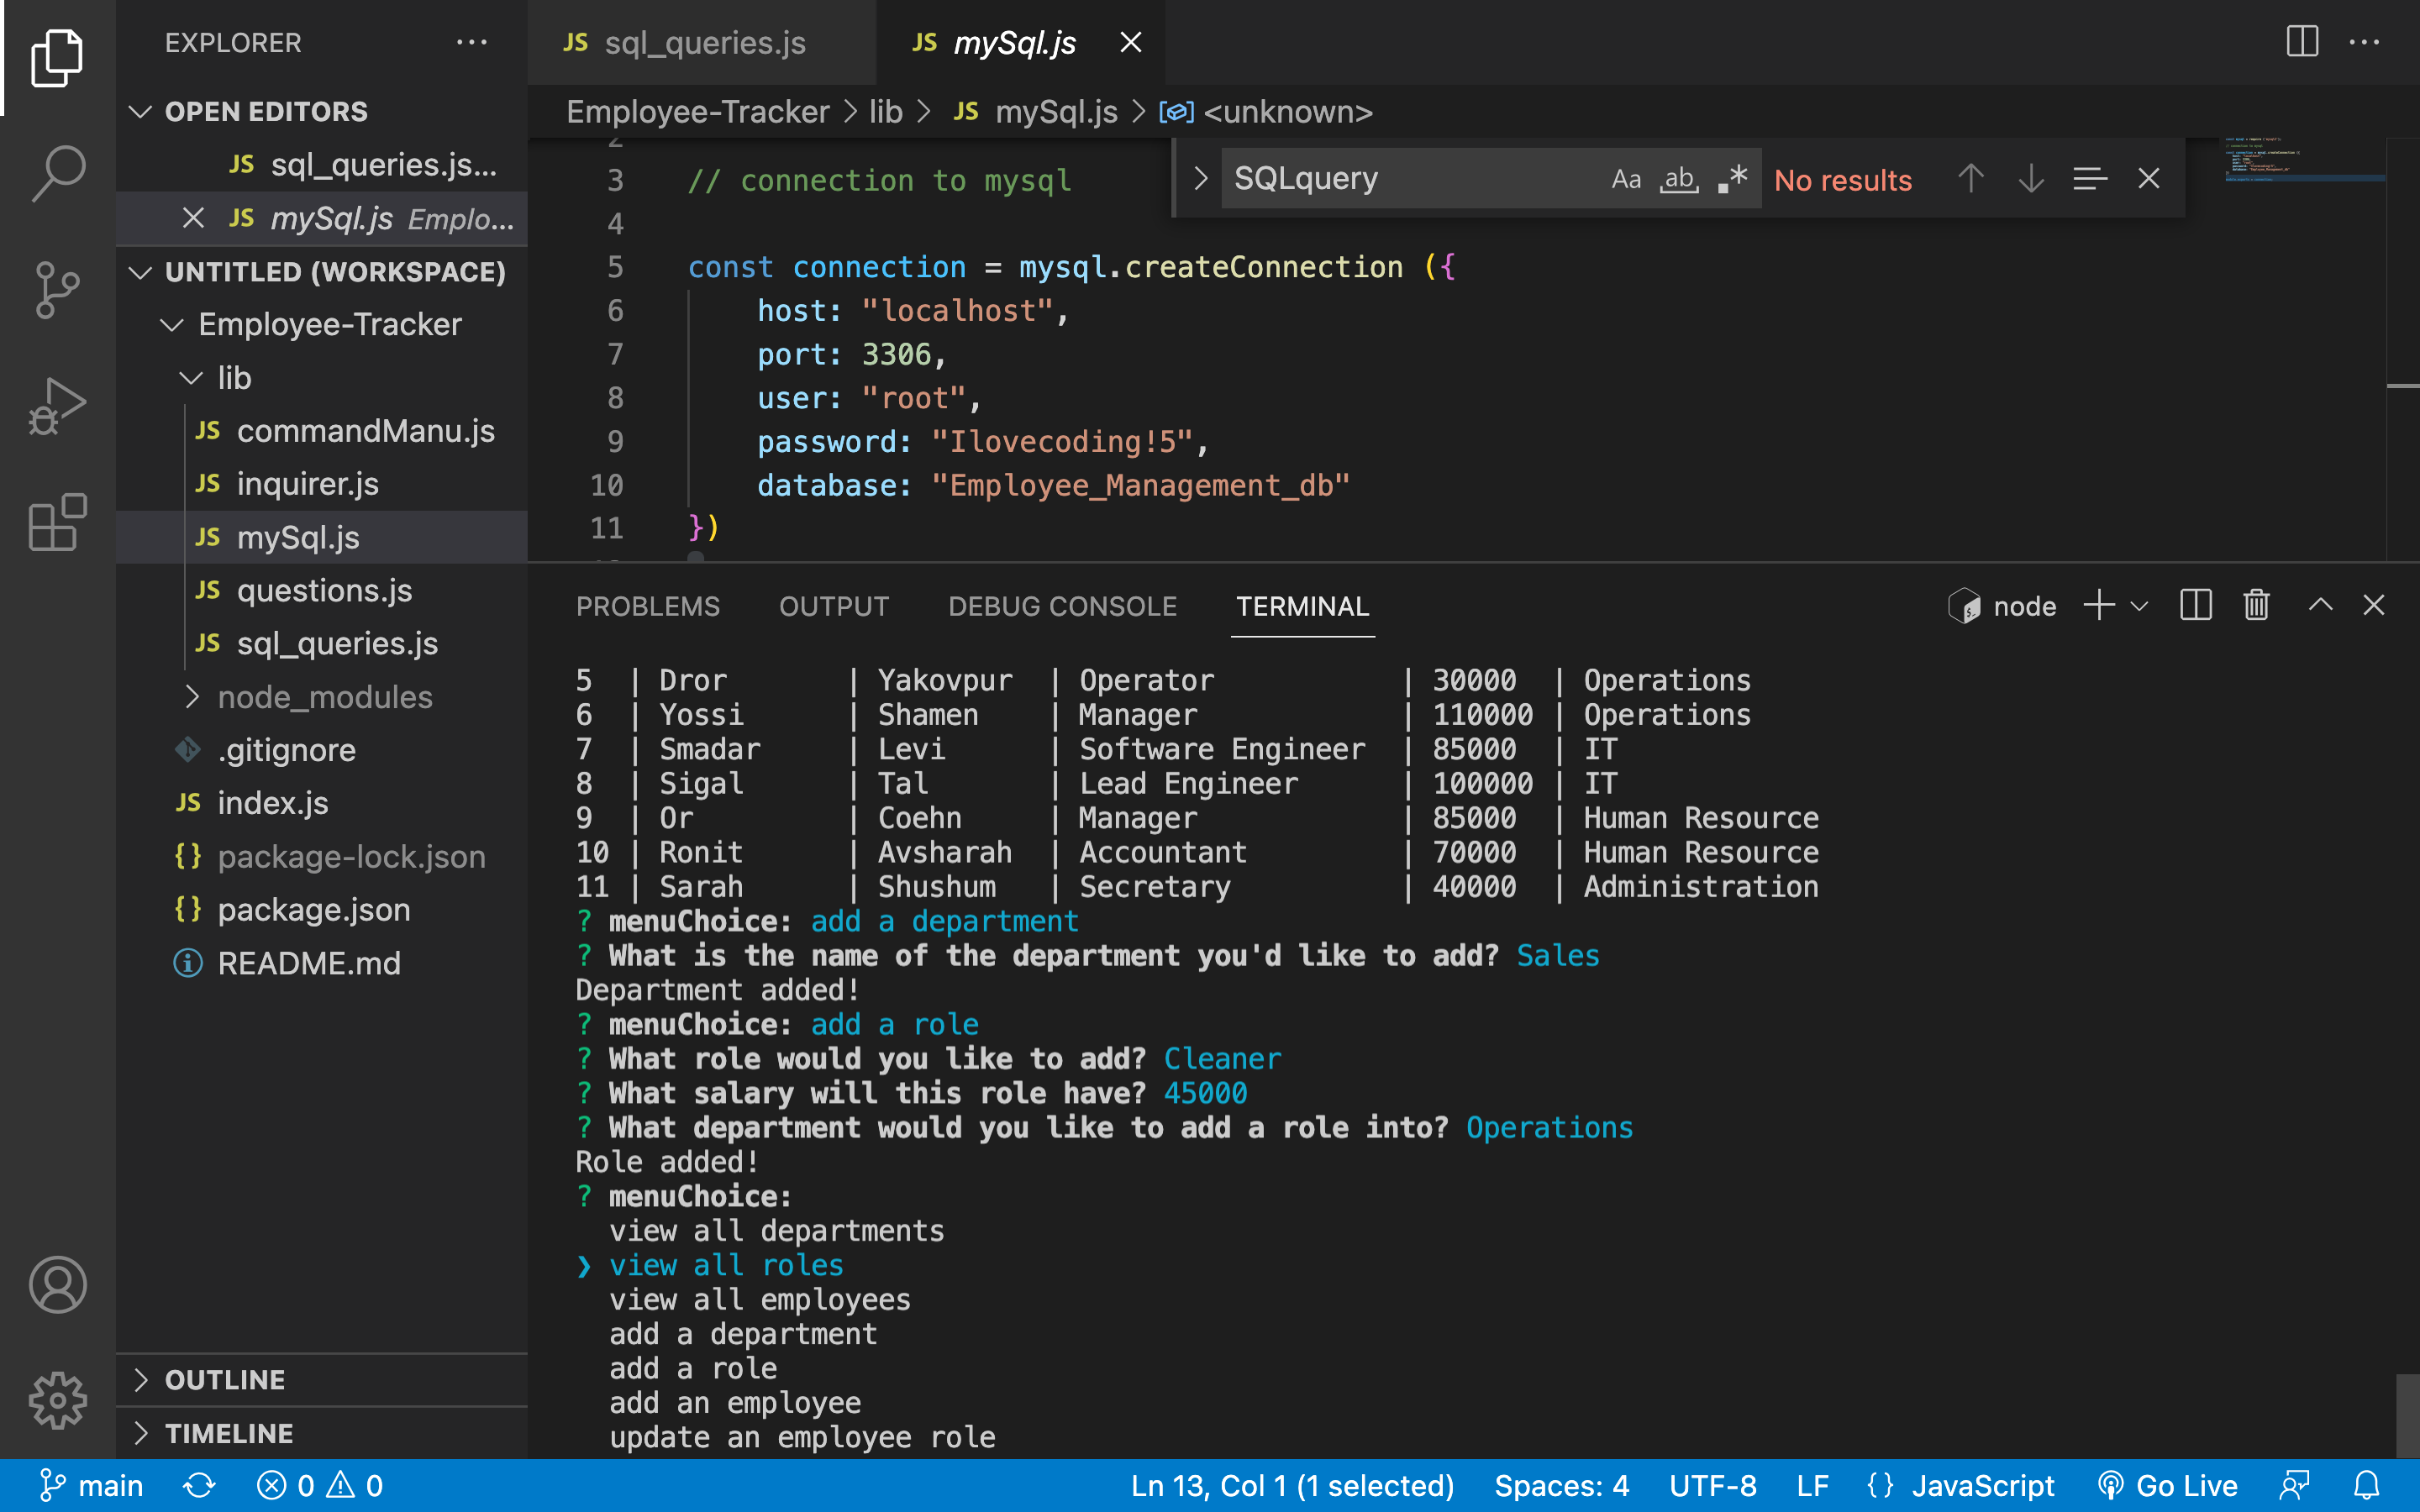 EXPLORER
OPEN EDITORS
JS sql_queries.js...
JS mySql.js Emplo...
UNTITLED (WORKSPACE)
Employee-Tracker
lib
JS commandManu.js
JS inquirer.js
JS mySql.js
JS questions.js
JS sql_queries.js
node_modules
.gitignore
JS index.js
{} package-lock.json
{} package.json
README.md
OUTLINE
TIMELINE
JS sql_queries.js
JS mySql.js
Employee-Tracker > lib > JS mySql.js > <unknown>
SQLquery Aa ab .* No results
2
3 // connection to mysql
4
5 const connection = mysql.createConnection ({
6 host: "localhost",
7 port: 3306,
8 user: "root",
9 password: "Ilovecoding!5",
10 database: "Employee_Management_db"
11 })
PROBLEMS OUTPUT DEBUG CONSOLE TERMINAL node
5 | Dror | Yakovpur | Operator | 30000 | Operations
6 | Yossi | Shamen | Manager | 110000 | Operations
7 | Smadar | Levi | Software Engineer | 85000 | IT
8 | Sigal | Tal | Lead Engineer | 100000 | IT
9 | Or | Coehn | Manager | 85000 | Human Resource
10 | Ronit | Avsharah | Accountant | 70000 | Human Resource
11 | Sarah | Shushum | Secretary | 40000 | Administration
? menuChoice: add a department
? What is the name of the department you'd like to add? Sales
Department added!
? menuChoice: add a role
? What role would you like to add? Cleaner
? What salary will this role have? 45000
? What department would you like to add a role into? Operations
Role added!
? menuChoice:
view all departments
❯ view all roles
view all employees
add a department
add a role
add an employee
update an employee role
main 0 0 Ln 13, Col 1 (1 selected) Spaces: 4 UTF-8 LF {} JavaScript Go Live